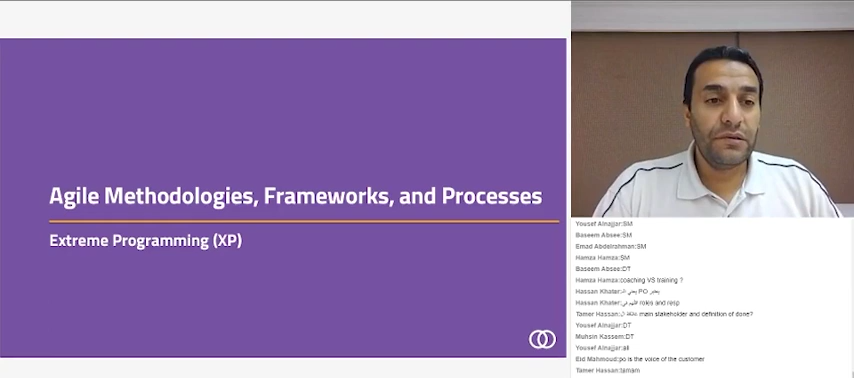 Agile Methodologies, Frameworks, and Processes
Extreme Programming (XP)
Yousef Alnajjar:SM
Baseem Absee:SM
Emad Abdelrahman:SM
Hamza Hamza:SM
Baseem Absee:DT
Hamza Hamza:coaching VS training ?
Hassan Khater: PO
Hassan Khater: roles and resp
Tamer Hassan: main stakeholder and definition of done?
Yousef Alnajjar:DT
Muhsin Kassem:DT
Yousef Alnajjar:all
Eid Mahmoud:po is the voice of the customer
Tamer Hassan:tamam